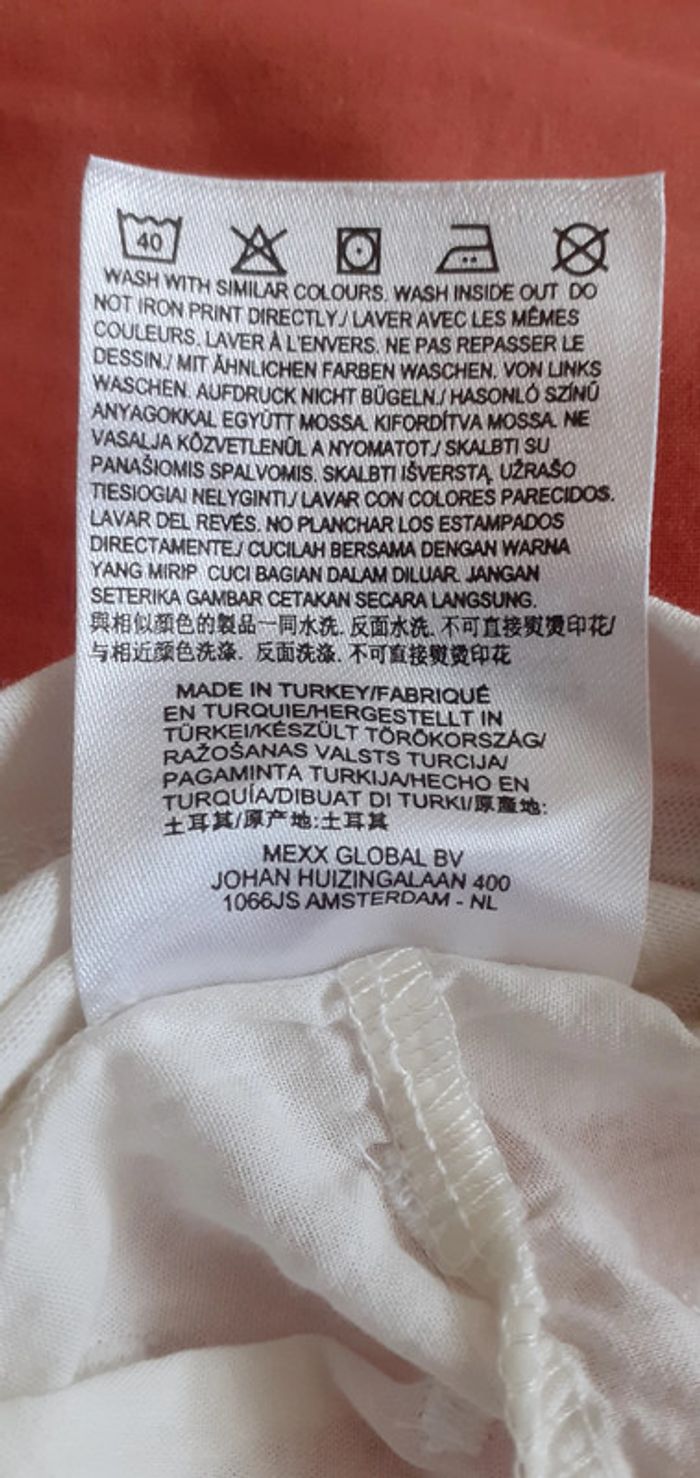 40
WASH WITH SIMILAR COLOURS. WASH INSIDE OUT DO
NOT IRON PRINT DIRECTLY./ LAVER AVEC LES MÊMES
COULEURS. LAVER À L'ENVERS. NE PAS REPASSER LE
DESSIN./ MIT ÄHNLICHEN FARBEN WASCHEN. VON LINKS
WASCHEN. AUFDRUCK NICHT BÜGELN./ HASONLÓ SZÍNŰ
ANYAGOKKAL EGYÜTT MOSSA. KIFORDÍTVA MOSSA. NE
VASALJA KÖZVETLENÜL A NYOMATOT./ SKALBTI SU
PANAŠIOMIS SPALVOMIS. SKALBTI IŠVERSTĄ. UŽRAŠO
TIESIOGIAI NELYGINTI./ LAVAR CON COLORES PARECIDOS.
LAVAR DEL REVÉS. NO PLANCHAR LOS ESTAMPADOS
DIRECTAMENTE./ CUCILAH BERSAMA DENGAN WARNA
YANG MIRIP. CUCI BAGIAN DALAM DILUAR. JANGAN
SETERIKA GAMBAR CETAKAN SECARA LANGSUNG.
與相似顏色的製品一同水洗. 反面水洗. 不可直接熨燙印花/
与相近颜色洗涤. 反面洗涤. 不可直接熨烫印花
MADE IN TURKEY/FABRIQUÉ
EN TURQUIE/HERGESTELLT IN
TÜRKEI/KÉSZÜLT TÖRÖKORSZÁG/
RAŽOŠANAS VALSTS TURCIJA/
PAGAMINTA TURKIJA/HECHO EN
TURQUÍA/DIBUAT DI TURKI/原產地:
土耳其/原产地:土耳其
MEXX GLOBAL BV
JOHAN HUIZINGALAAN 400
1066JS AMSTERDAM - NL